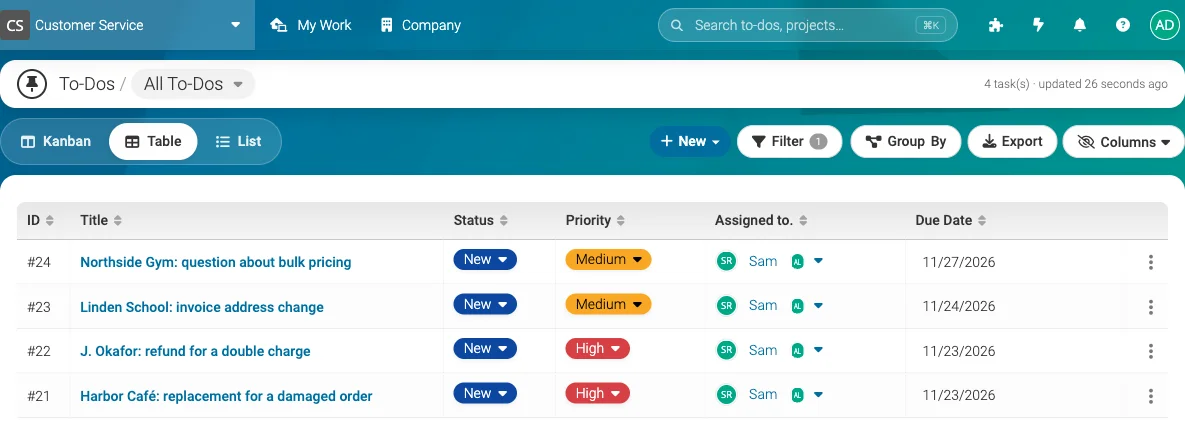 CS Customer Service My Work Company Search to-dos, projects... ⌘K AD
To-Dos / All To-Dos 4 task(s) · updated 26 seconds ago
Kanban Table List + New Filter 1 Group By Export Columns
ID Title Status Priority Assigned to. Due Date
#24 Northside Gym: question about bulk pricing New Medium SR Sam AL 11/27/2026
#23 Linden School: invoice address change New Medium SR Sam AL 11/24/2026
#22 J. Okafor: refund for a double charge New High SR Sam AL 11/23/2026
#21 Harbor Café: replacement for a damaged order New High SR Sam AL 11/23/2026